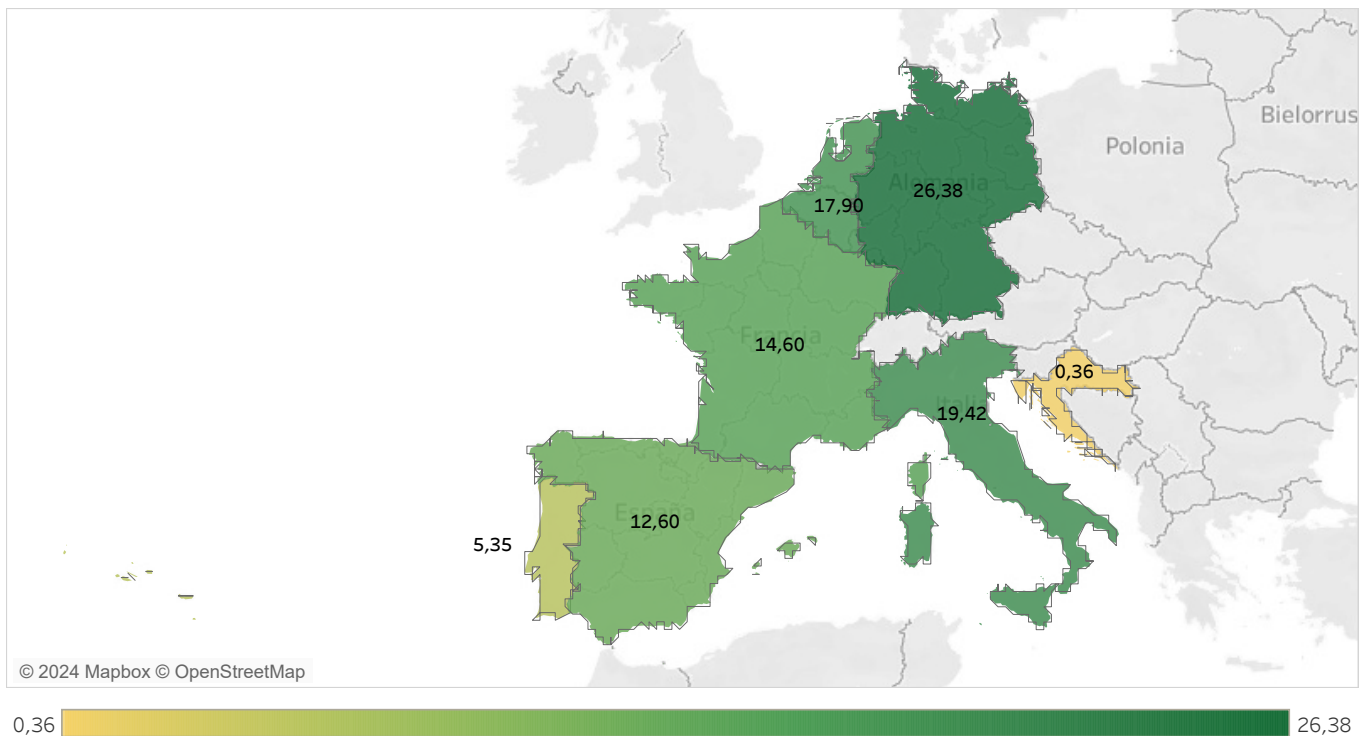 Bielorrus
Polonia
Alemania
26,38
17,90
Francia
14,60
0,36
Italia
19,42
España
12,60
5,35
© 2024 Mapbox © OpenStreetMap
0,36
26,38